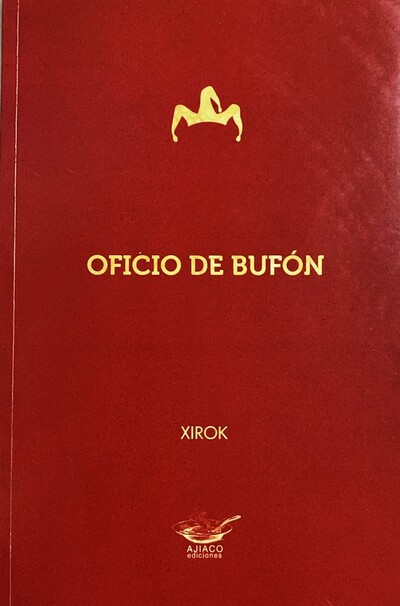 OFICIO DE BUFÓN
XIROK
AJIACO
ediciones